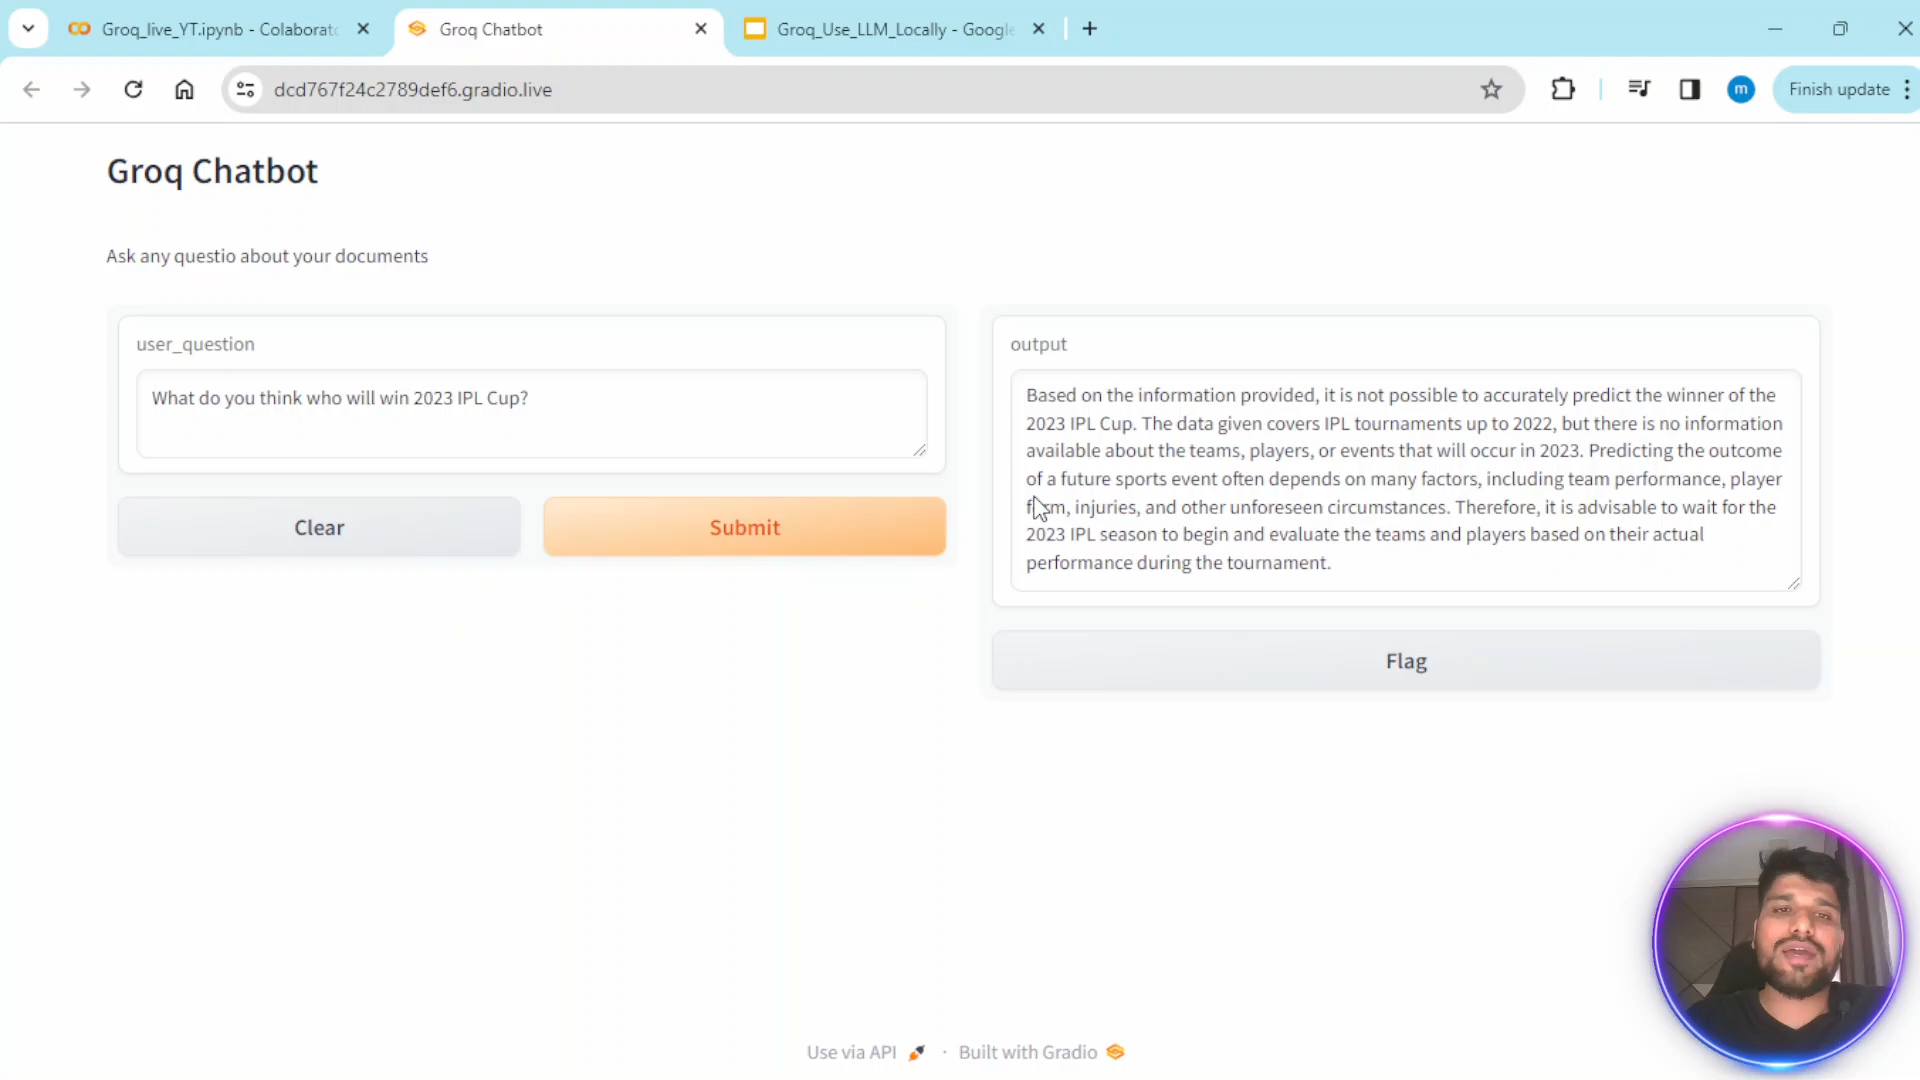 Groq_live_YT.ipynb - Colaborato
Groq Chatbot
Groq_Use_LLM_Locally - Google
dcd767f24c2789def6.gradio.live
m
Finish update
Groq Chatbot
Ask any questio about your documents
user_question
What do you think who will win 2023 IPL Cup?
Clear
Submit
output
Based on the information provided, it is not possible to accurately predict the winner of the
2023 IPL Cup. The data given covers IPL tournaments up to 2022, but there is no information
available about the teams, players, or events that will occur in 2023. Predicting the outcome
of a future sports event often depends on many factors, including team performance, player
form, injuries, and other unforeseen circumstances. Therefore, it is advisable to wait for the
2023 IPL season to begin and evaluate the teams and players based on their actual
performance during the tournament.
Flag
Use via API · Built with Gradio